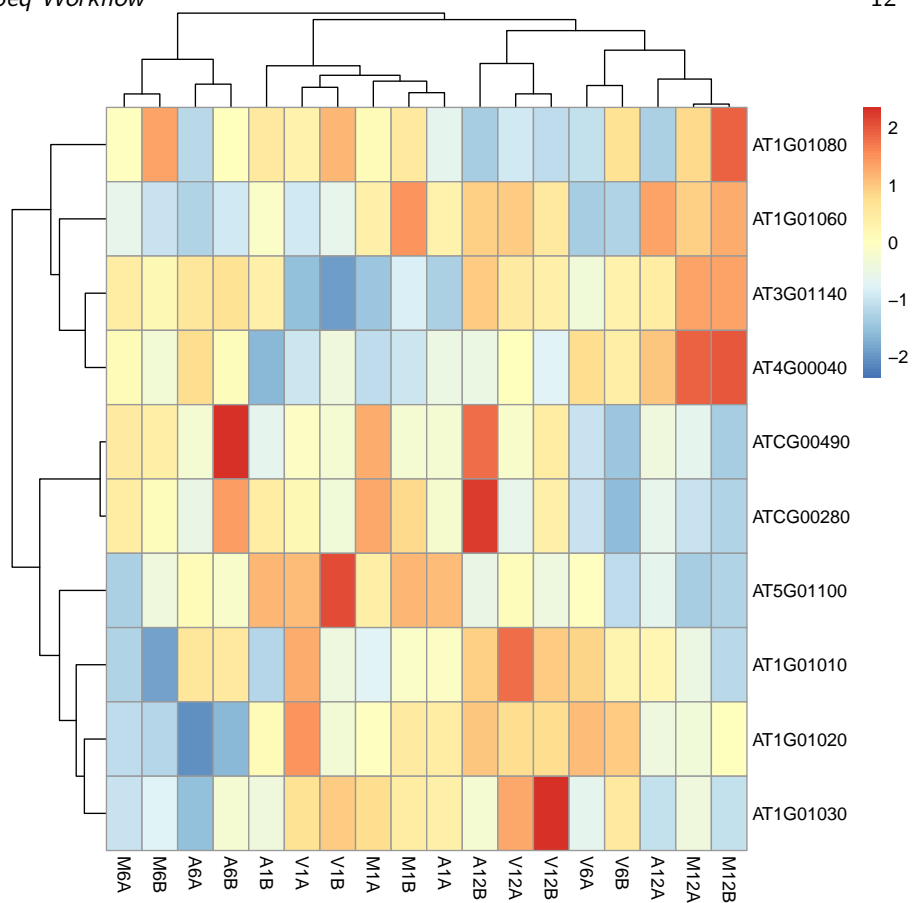 Workflow
12
AT1G01080
AT1G01060
AT3G01140
AT4G00040
ATCG00490
ATCG00280
AT5G01100
AT1G01010
AT1G01020
AT1G01030
2
1
0
−1
−2
M6A
M6B
A6A
A6B
A1B
V1A
V1B
M1A
M1B
A1A
A12B
V12A
V12B
V6A
V6B
A12A
M12A
M12B